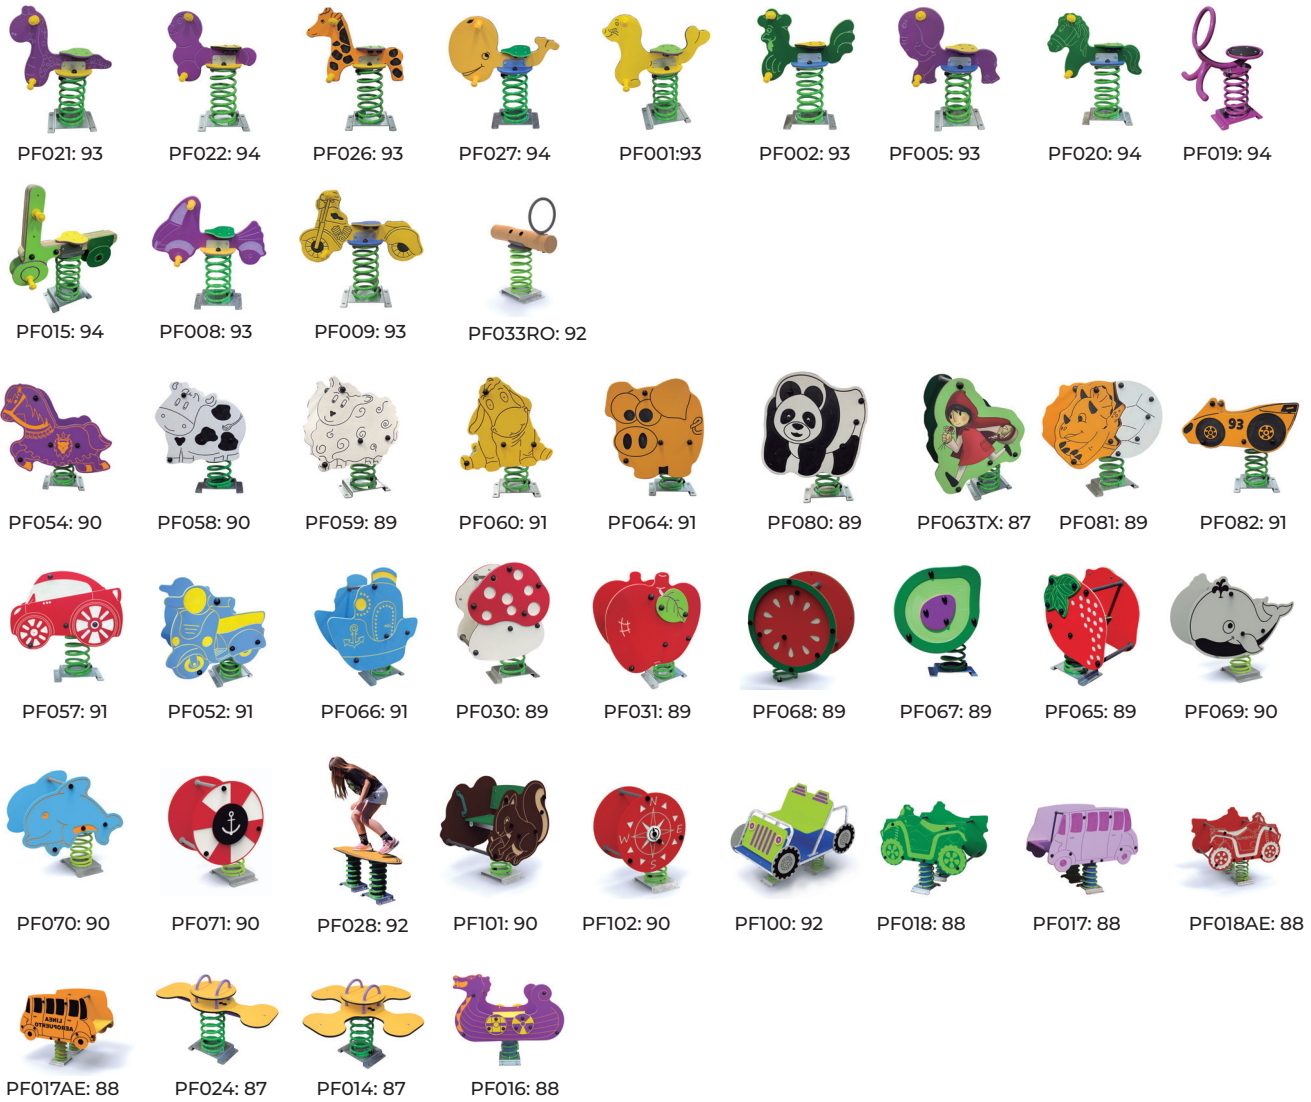 PF021: 93
PF022: 94
PF026: 93
PF027: 94
PF001:93
PF002: 93
PF005: 93
PF020: 94
PF019: 94
PF015: 94
PF008: 93
PF009: 93
PF033RO: 92
93
PF054: 90
PF058: 90
PF059: 89
PF060: 91
PF064: 91
PF080: 89
PF063TX: 87
PF081: 89
PF082: 91
PF057: 91
PF052: 91
PF066: 91
PF030: 89
PF031: 89
PF068: 89
PF067: 89
PF065: 89
PF069: 90
N
W E
S
PF070: 90
PF071: 90
PF028: 92
PF101: 90
PF102: 90
PF100: 92
PF018: 88
PF017: 88
PF018AE: 88
LINEA
AEROPUERTO
PF017AE: 88
PF024: 87
PF014: 87
PF016: 88